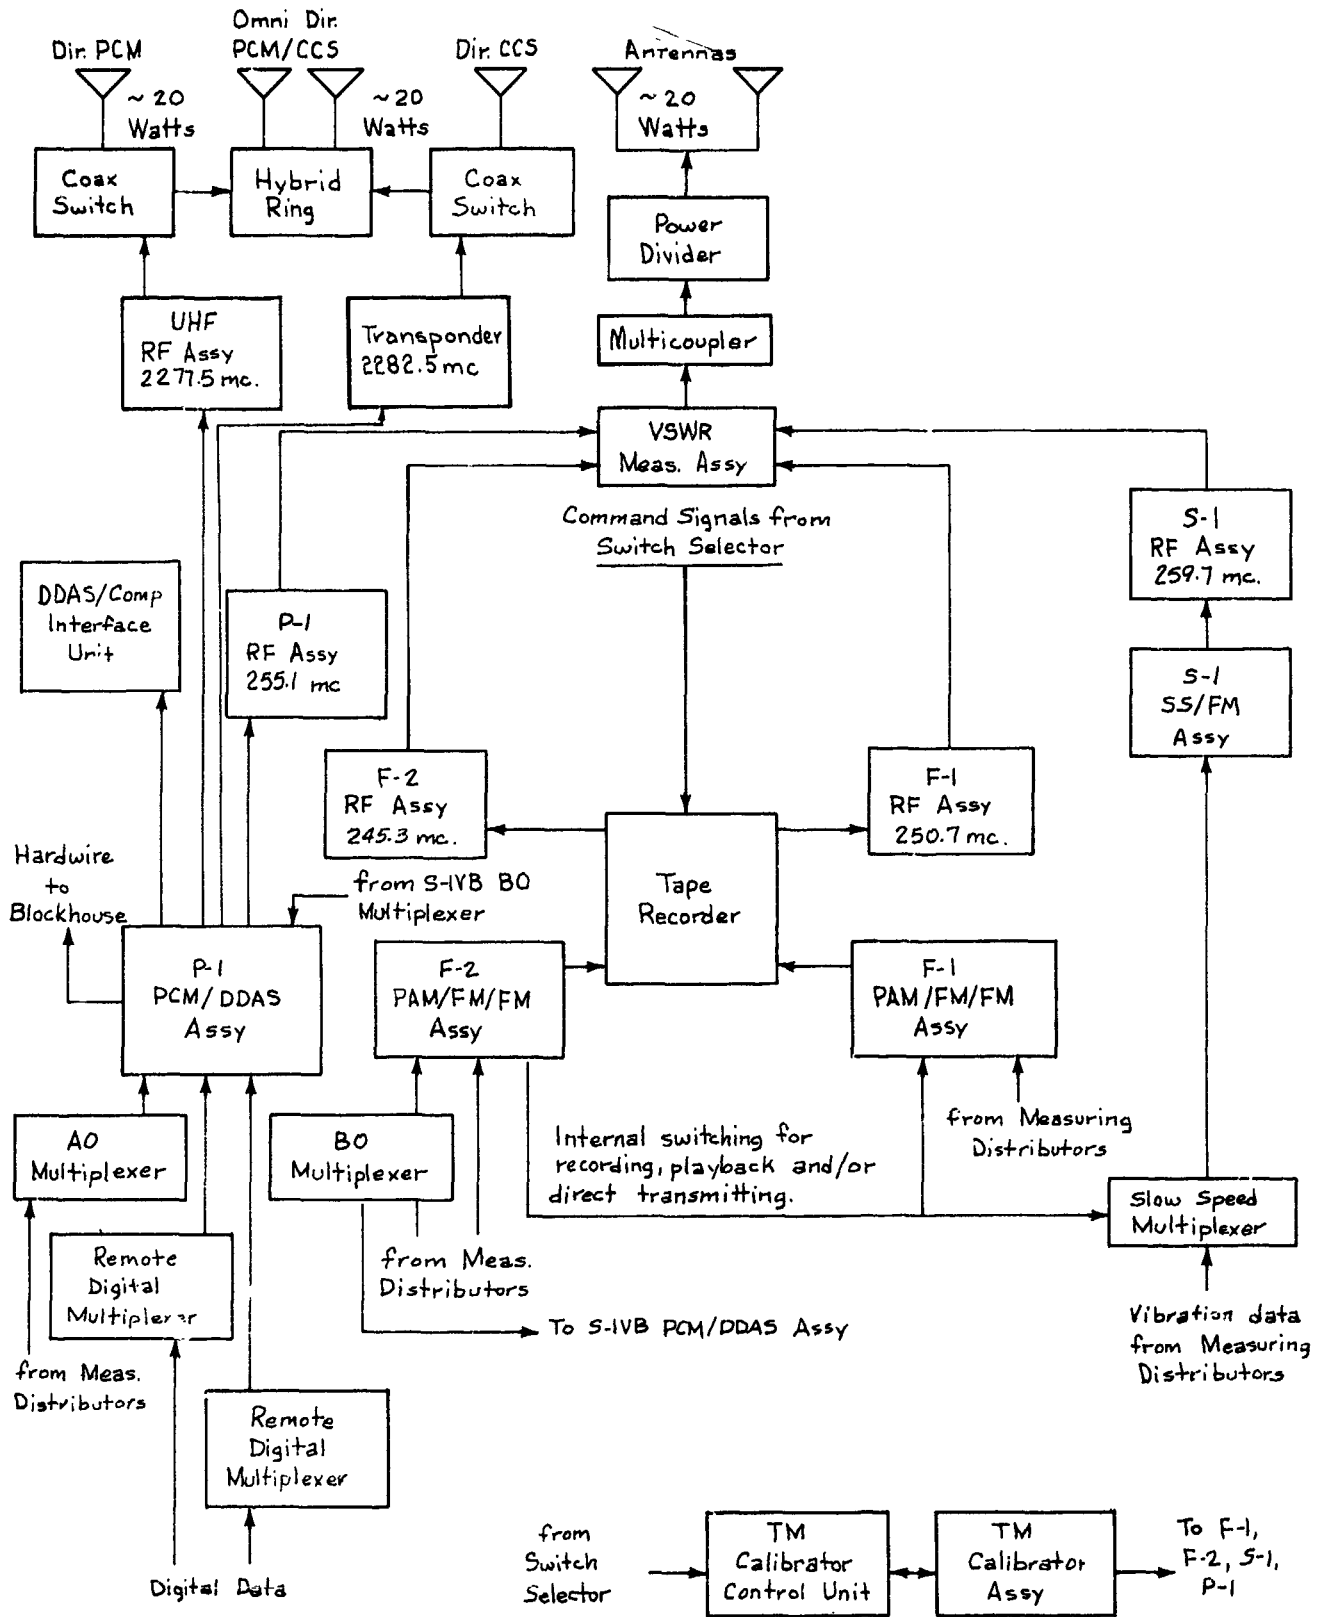 Omni Dir.
Dir. PCM
PCM/CCS
Dir. CCS
Antennas
~ 20
Watts
~ 20
Watts
~ 20
Watts
Coax
Switch
Hybrid
Ring
Coax
Switch
Power
Divider
UHF
RF Assy
2277.5 mc.
Transponder
2282.5 mc
Multicoupler
VSWR
Meas. Assy
Command Signals from
Switch Selector
S-1
RF Assy
259.7 mc.
DDAS/Comp
Interface
Unit
P-1
RF Assy
255.1 mc
S-1
SS/FM
Assy
F-2
RF Assy
245.3 mc.
F-1
RF Assy
250.7 mc.
Hardwire
to
Blockhouse
from S-IVB BO
Multiplexer
Tape
Recorder
P-1
PCM/DDAS
Assy
F-2
PAM/FM/FM
Assy
F-1
PAM/FM/FM
Assy
AO
Multiplexer
BO
Multiplexer
Internal switching for
recording, playback and/or
direct transmitting.
from Measuring
Distributors
Slow Speed
Multiplexer
Remote
Digital
Multiplexer
from Meas.
Distributors
To S-IVB PCM/DDAS Assy
Vibration data
from Measuring
Distributors
from Meas.
Distributors
Remote
Digital
Multiplexer
Digital Data
from
Switch
Selector
TM
Calibrator
Control Unit
TM
Calibrator
Assy
To F-1,
F-2, S-1,
P-1